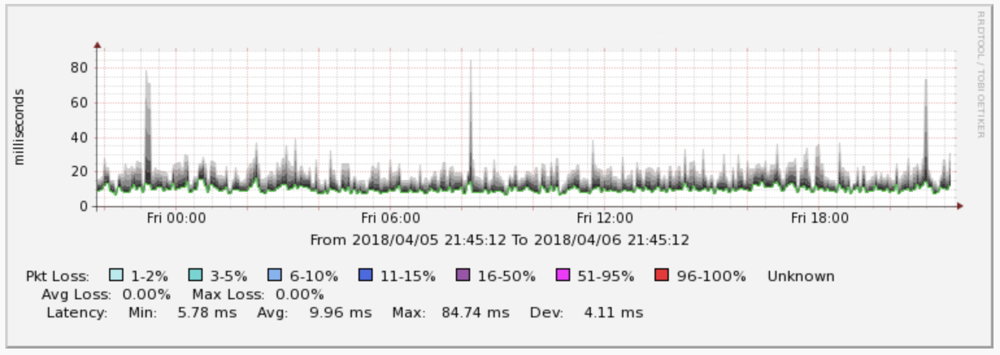 RRDTOOL / TOBI OETIKER
milliseconds
80
60
40
20
0
Fri 00:00 Fri 06:00 Fri 12:00 Fri 18:00
From 2018/04/05 21:45:12 To 2018/04/06 21:45:12
Pkt Loss: 1-2% 3-5% 6-10% 11-15% 16-50% 51-95% 96-100% Unknown
Avg Loss: 0.00% Max Loss: 0.00%
Latency: Min: 5.78 ms Avg: 9.96 ms Max: 84.74 ms Dev: 4.11 ms